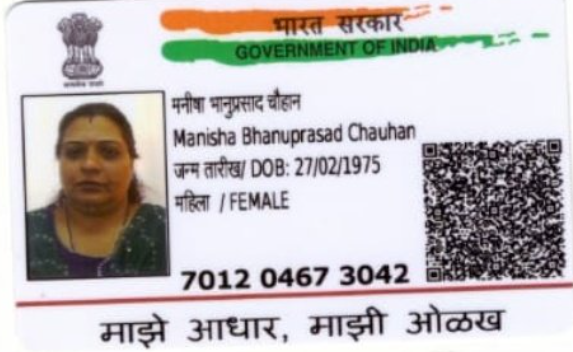 भारत सरकार
GOVERNMENT OF INDIA
मनीषा भानुप्रसाद चौहान
Manisha Bhanuprasad Chauhan
जन्म तारीख/ DOB: 27/02/1975
महिला / FEMALE
7012 0467 3042
माझे आधार, माझी ओळख